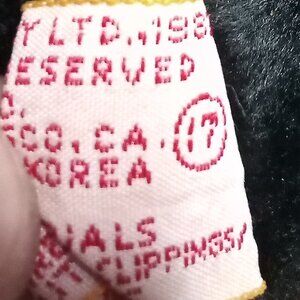 Y LTD., 198
ESERVED
CO, CA. 17
KOREA
IALS
CLIPPINGS/